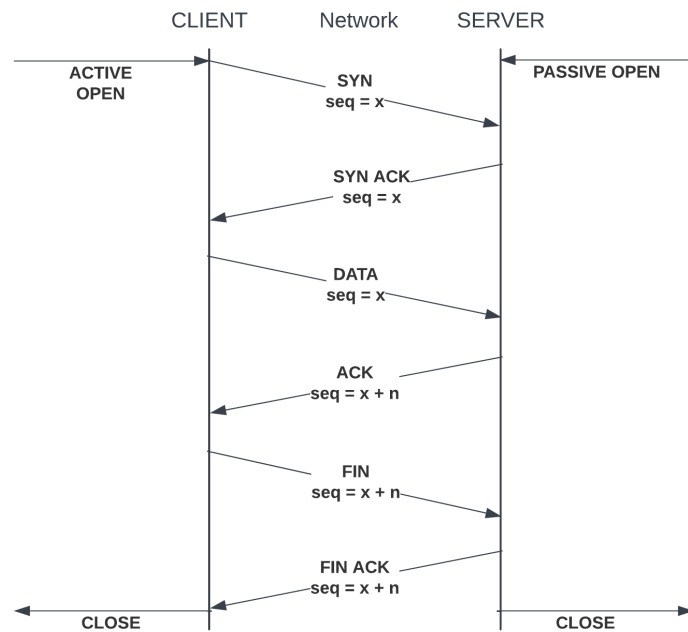 CLIENT Network SERVER
ACTIVE
OPEN
PASSIVE OPEN
SYN
seq = x
SYN ACK
seq = x
DATA
seq = x
ACK
seq = x + n
FIN
seq = x + n
FIN ACK
seq = x + n
CLOSE
CLOSE